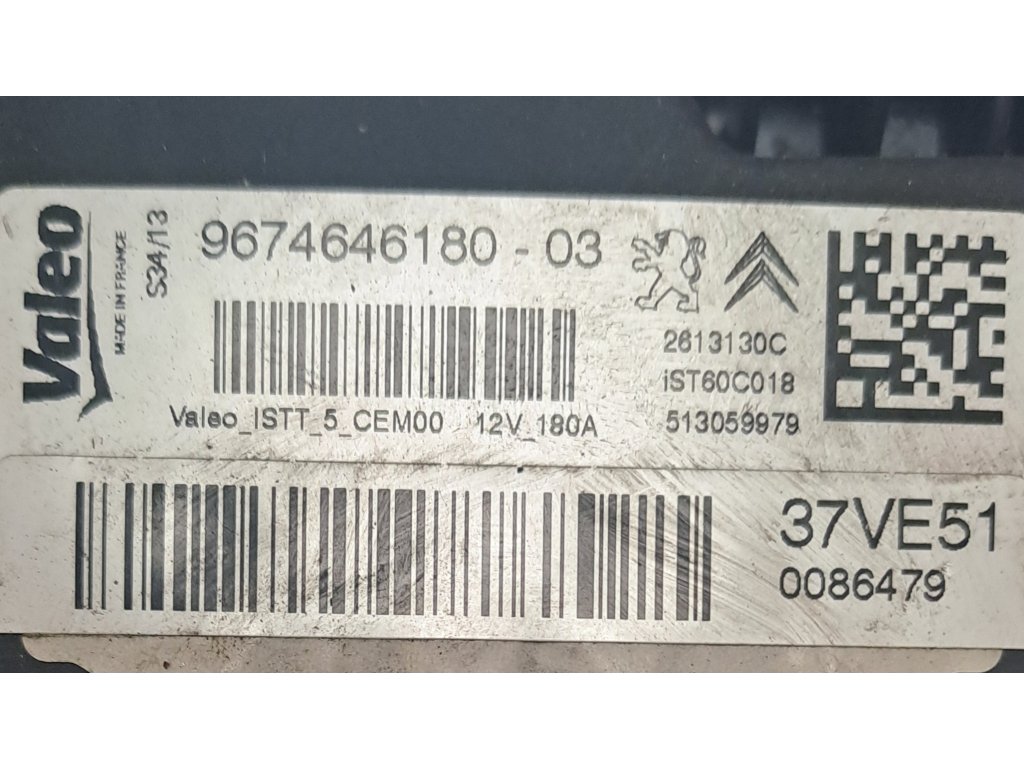 Valeo
MADE IN FRANCE
S34/13
9674646180 - 03
2613130C
iST60C018
Valeo_ISTT_5_CEM00 12V_180A
513059979
37VE51
0086479